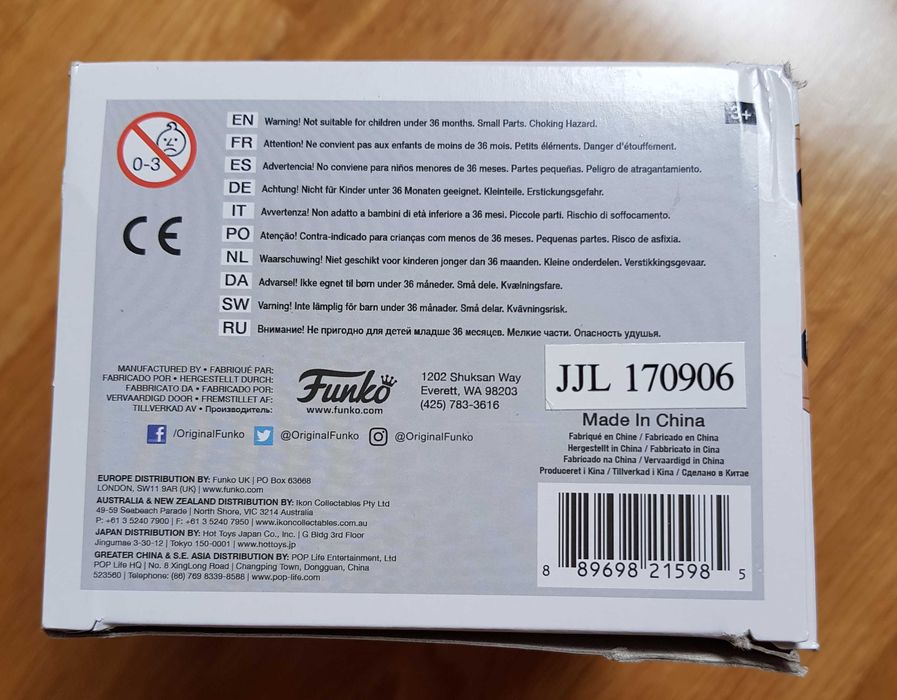 3+
0-3
CE
EN Warning! Not suitable for children under 36 months. Small Parts. Choking Hazard.
FR Attention! Ne convient pas aux enfants de moins de 36 mois. Petits éléments. Danger d'étouffement.
ES Advertencia! No conviene para niños menores de 36 meses. Partes pequeñas. Peligro de atragantamiento.
DE Achtung! Nicht für Kinder unter 36 Monaten geeignet. Kleinteile. Erstickungsgefahr.
IT Avvertenza! Non adatto a bambini di età inferiore a 36 mesi. Piccole parti. Rischio di soffocamento.
PO Atenção! Contra-indicado para crianças com menos de 36 meses. Pequenas partes. Risco de asfixia.
NL Waarschuwing! Niet geschikt voor kinderen jonger dan 36 maanden. Kleine onderdelen. Verstikkingsgevaar.
DA Advarsel! Ikke egnet til børn under 36 måneder. Små dele. Kvælningsfare.
SW Varning! Inte lämplig för barn under 36 månader. Små delar. Kvävningsrisk.
RU Внимание! Не пригодно для детей младше 36 месяцев. Мелкие части. Опасность удушья.
MANUFACTURED BY • FABRIQUÉ PAR:
FABRICADO POR • HERGESTELLT DURCH:
FABBRICATO DA • FABRICADO POR:
VERVAARDIGD DOOR • FREMSTILLET AF:
TILLVERKAD AV • Производитель:
Funko
www.funko.com
1202 Shuksan Way
Everett, WA 98203
(425) 783-3616
JJL 170906
Made In China
Fabriqué en Chine / Fabricado en China
Hergestellt in China / Fabbricato in Cina
Fabricado na China / Vervaardigd in China
Produceret i Kina / Tillverkad i Kina / Сделано в Китае
/OriginalFunko @OriginalFunko @OriginalFunko
EUROPE DISTRIBUTION BY: Funko UK | PO Box 63668
LONDON, SW11 9AR (UK) | www.funko.com
AUSTRALIA & NEW ZEALAND DISTRIBUTION BY: Ikon Collectables Pty Ltd
49-59 Seabeach Parade | North Shore, VIC 3214 Australia
P: +61 3 5240 7900 | F: +61 3 5240 7950 | www.ikoncollectables.com.au
JAPAN DISTRIBUTION BY: Hot Toys Japan Co., Inc. | G Bldg 3rd Floor
Jingumae 3-30-12 | Tokyo 150-0001 | www.hottoys.jp
GREATER CHINA & S.E. ASIA DISTRIBUTION BY: POP Life Entertainment, Ltd
POP Life HQ | No. 8 XingLong Road | Changping Town, Dongguan, China
523560 | Telephone: (86) 769 8339-8588 | www.pop-life.com
8 89698 21598 5